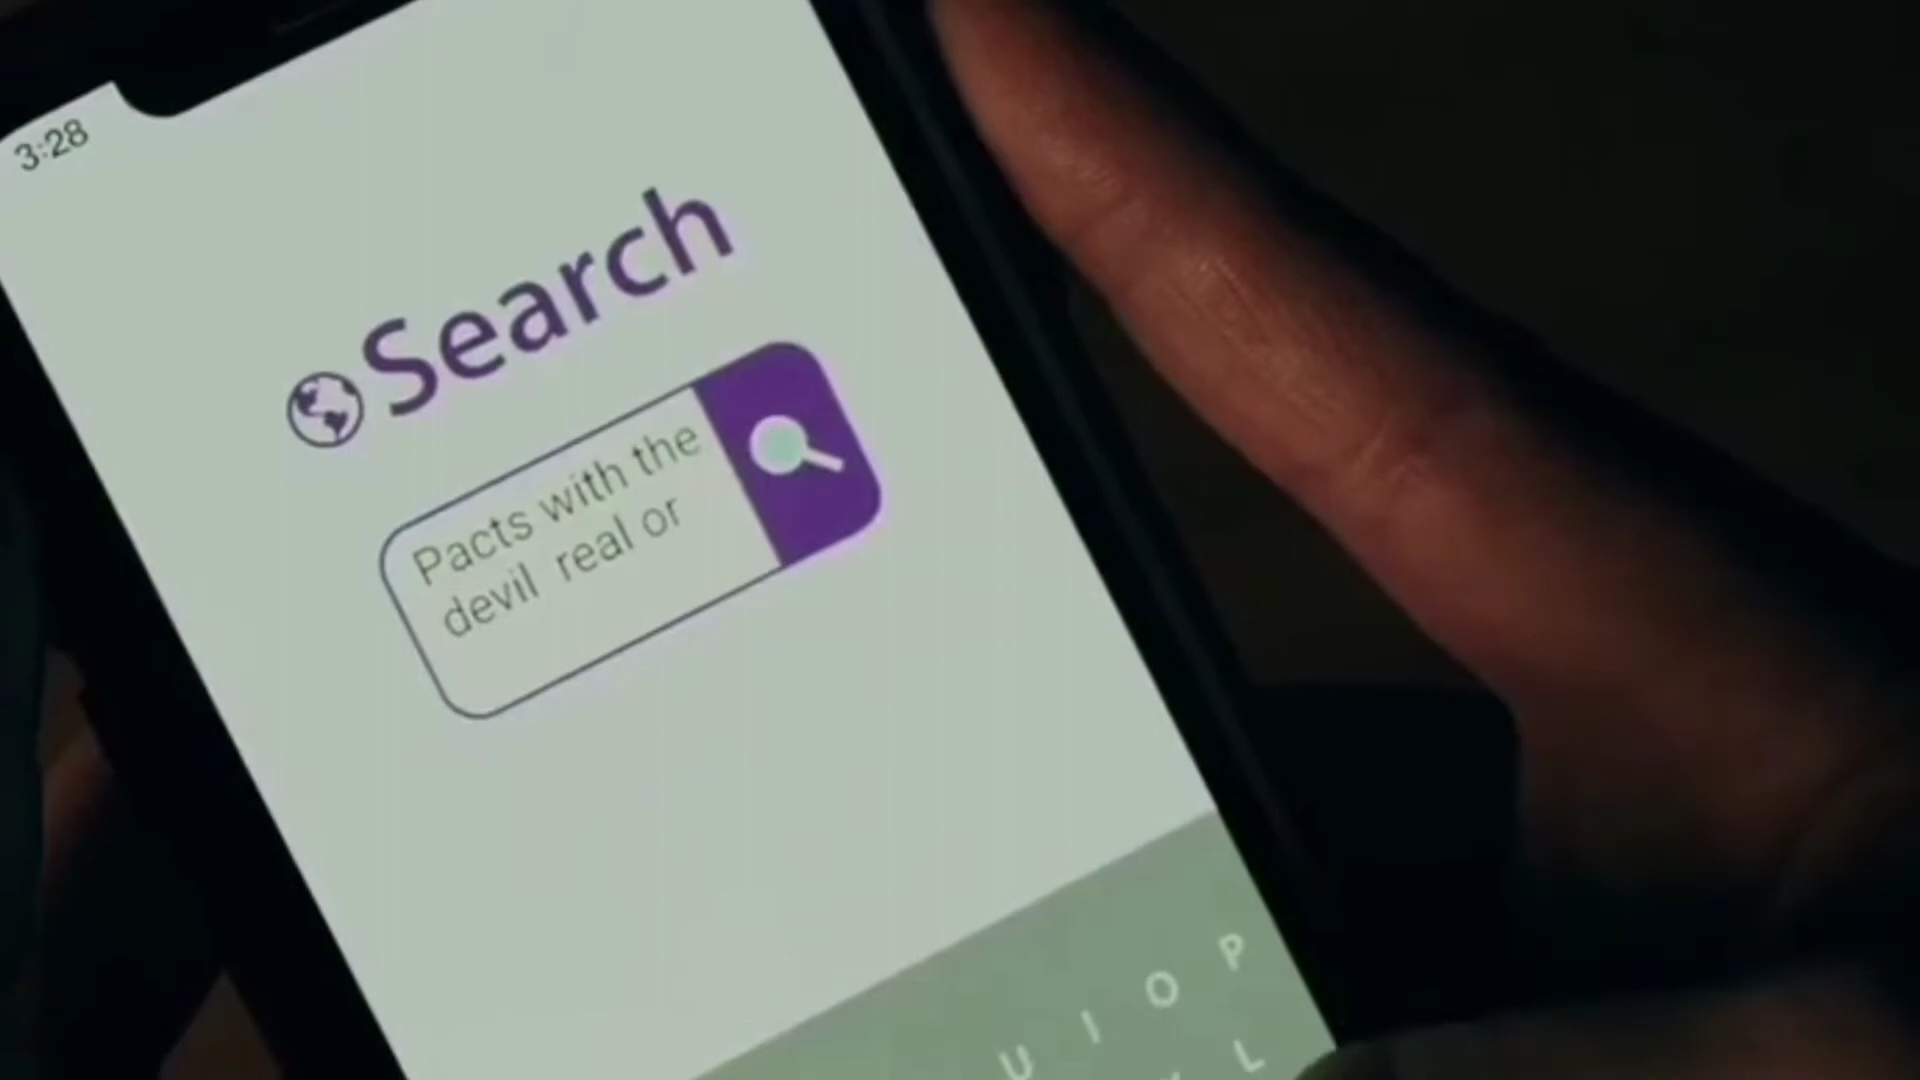 3:28
Search
Pacts with the
devil real or
U I O P
L